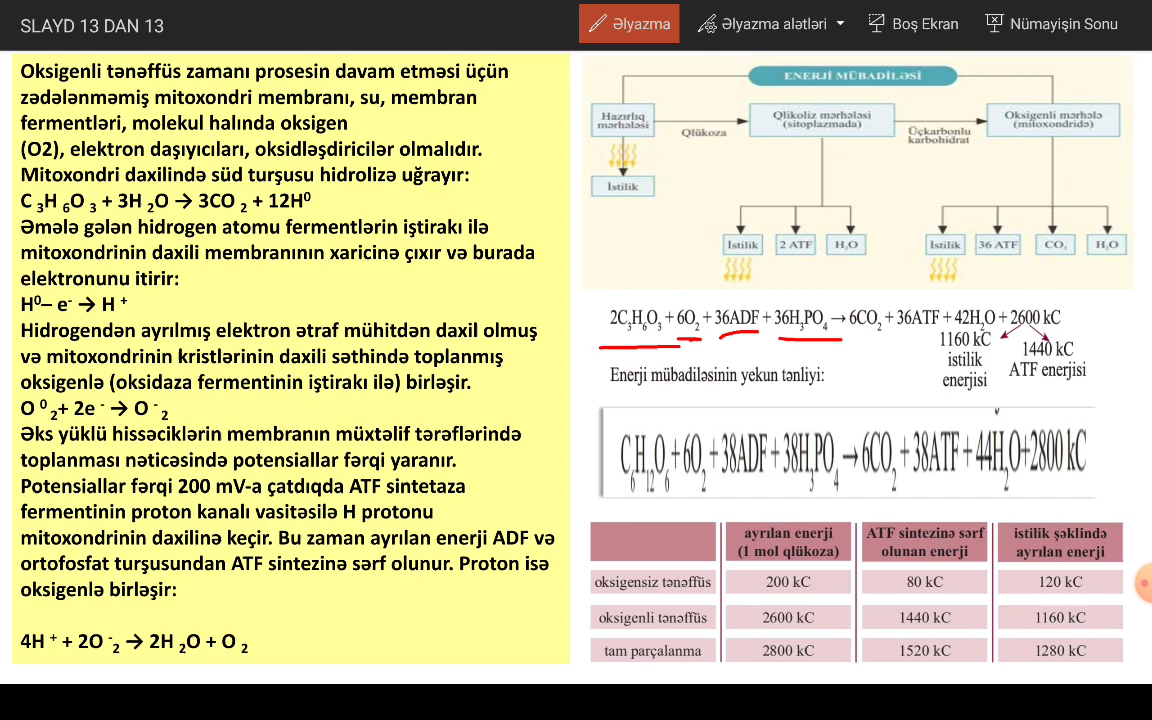 SLAYD 13 DAN 13
Əlyazma
Əlyazma alətləri
Boş Ekran
Nümayişin Sonu
Oksigenli tənəffüs zamanı prosesin davam etməsi üçün
zədələnməmiş mitoxondri membranı, su, membran
fermentləri, molekul halında oksigen
(O2), elektron daşıyıcıları, oksidləşdiricilər olmalıdır.
Mitoxondri daxilində süd turşusu hidrolizə uğrayır:
C ₃H ₆O ₃ + 3H ₂O → 3CO ₂ + 12H⁰
Əmələ gələn hidrogen atomu fermentlərin iştirakı ilə
mitoxondrinin daxili membranının xaricinə çıxır və burada
elektronunu itirir:
H⁰– e⁻ → H ⁺
Hidrogendən ayrılmış elektron ətraf mühitdən daxil olmuş
və mitoxondrinin kristlərinin daxili səthində toplanmış
oksigenlə (oksidaza fermentinin iştirakı ilə) birləşir.
O ⁰ ₂+ 2e ⁻ → O ⁻ ₂
Əks yüklü hissəciklərin membranın müxtəlif tərəflərində
toplanması nəticəsində potensiallar fərqi yaranır.
Potensiallar fərqi 200 mV-a çatdıqda ATF sintetaza
fermentinin proton kanalı vasitəsilə H protonu
mitoxondrinin daxilinə keçir. Bu zaman ayrılan enerji ADF və
ortofosfat turşusundan ATF sintezinə sərf olunur. Proton isə
oksigenlə birləşir:
4H ⁺ + 2O ⁻₂ → 2H ₂O + O ₂
ENERJİ MÜBADİLƏSİ
Hazırlıq
mərhələsi
Qlükoza
Qlikoliz mərhələsi
(sitoplazmada)
Üçkarbonlu
karbohidrat
Oksigenli mərhələ
(mitoxondridə)
İstilik
İstilik
2 ATF
H₂O
İstilik
36 ATF
CO₂
H₂O
2C₃H₆O₃ + 6O₂ + 36ADF + 36H₃PO₄ → 6CO₂ + 36ATF + 42H₂O + 2600 kC
1160 kC
istilik
enerjisi
1440 kC
ATF enerjisi
Enerji mübadiləsinin yekun tənliyi:
C₆H₁₂O₆ + 6O₂ + 38ADF + 38H₃PO₄ → 6CO₂ + 38ATF + 44H₂O+2800 kC
ayrılan enerji
(1 mol qlükoza)
ATF sintezinə sərf
olunan enerji
istilik şəklində
ayrılan enerji
oksigensiz tənəffüs 200 kC 80 kC 120 kC
oksigenli tənəffüs 2600 kC 1440 kC 1160 kC
tam parçalanma 2800 kC 1520 kC 1280 kC